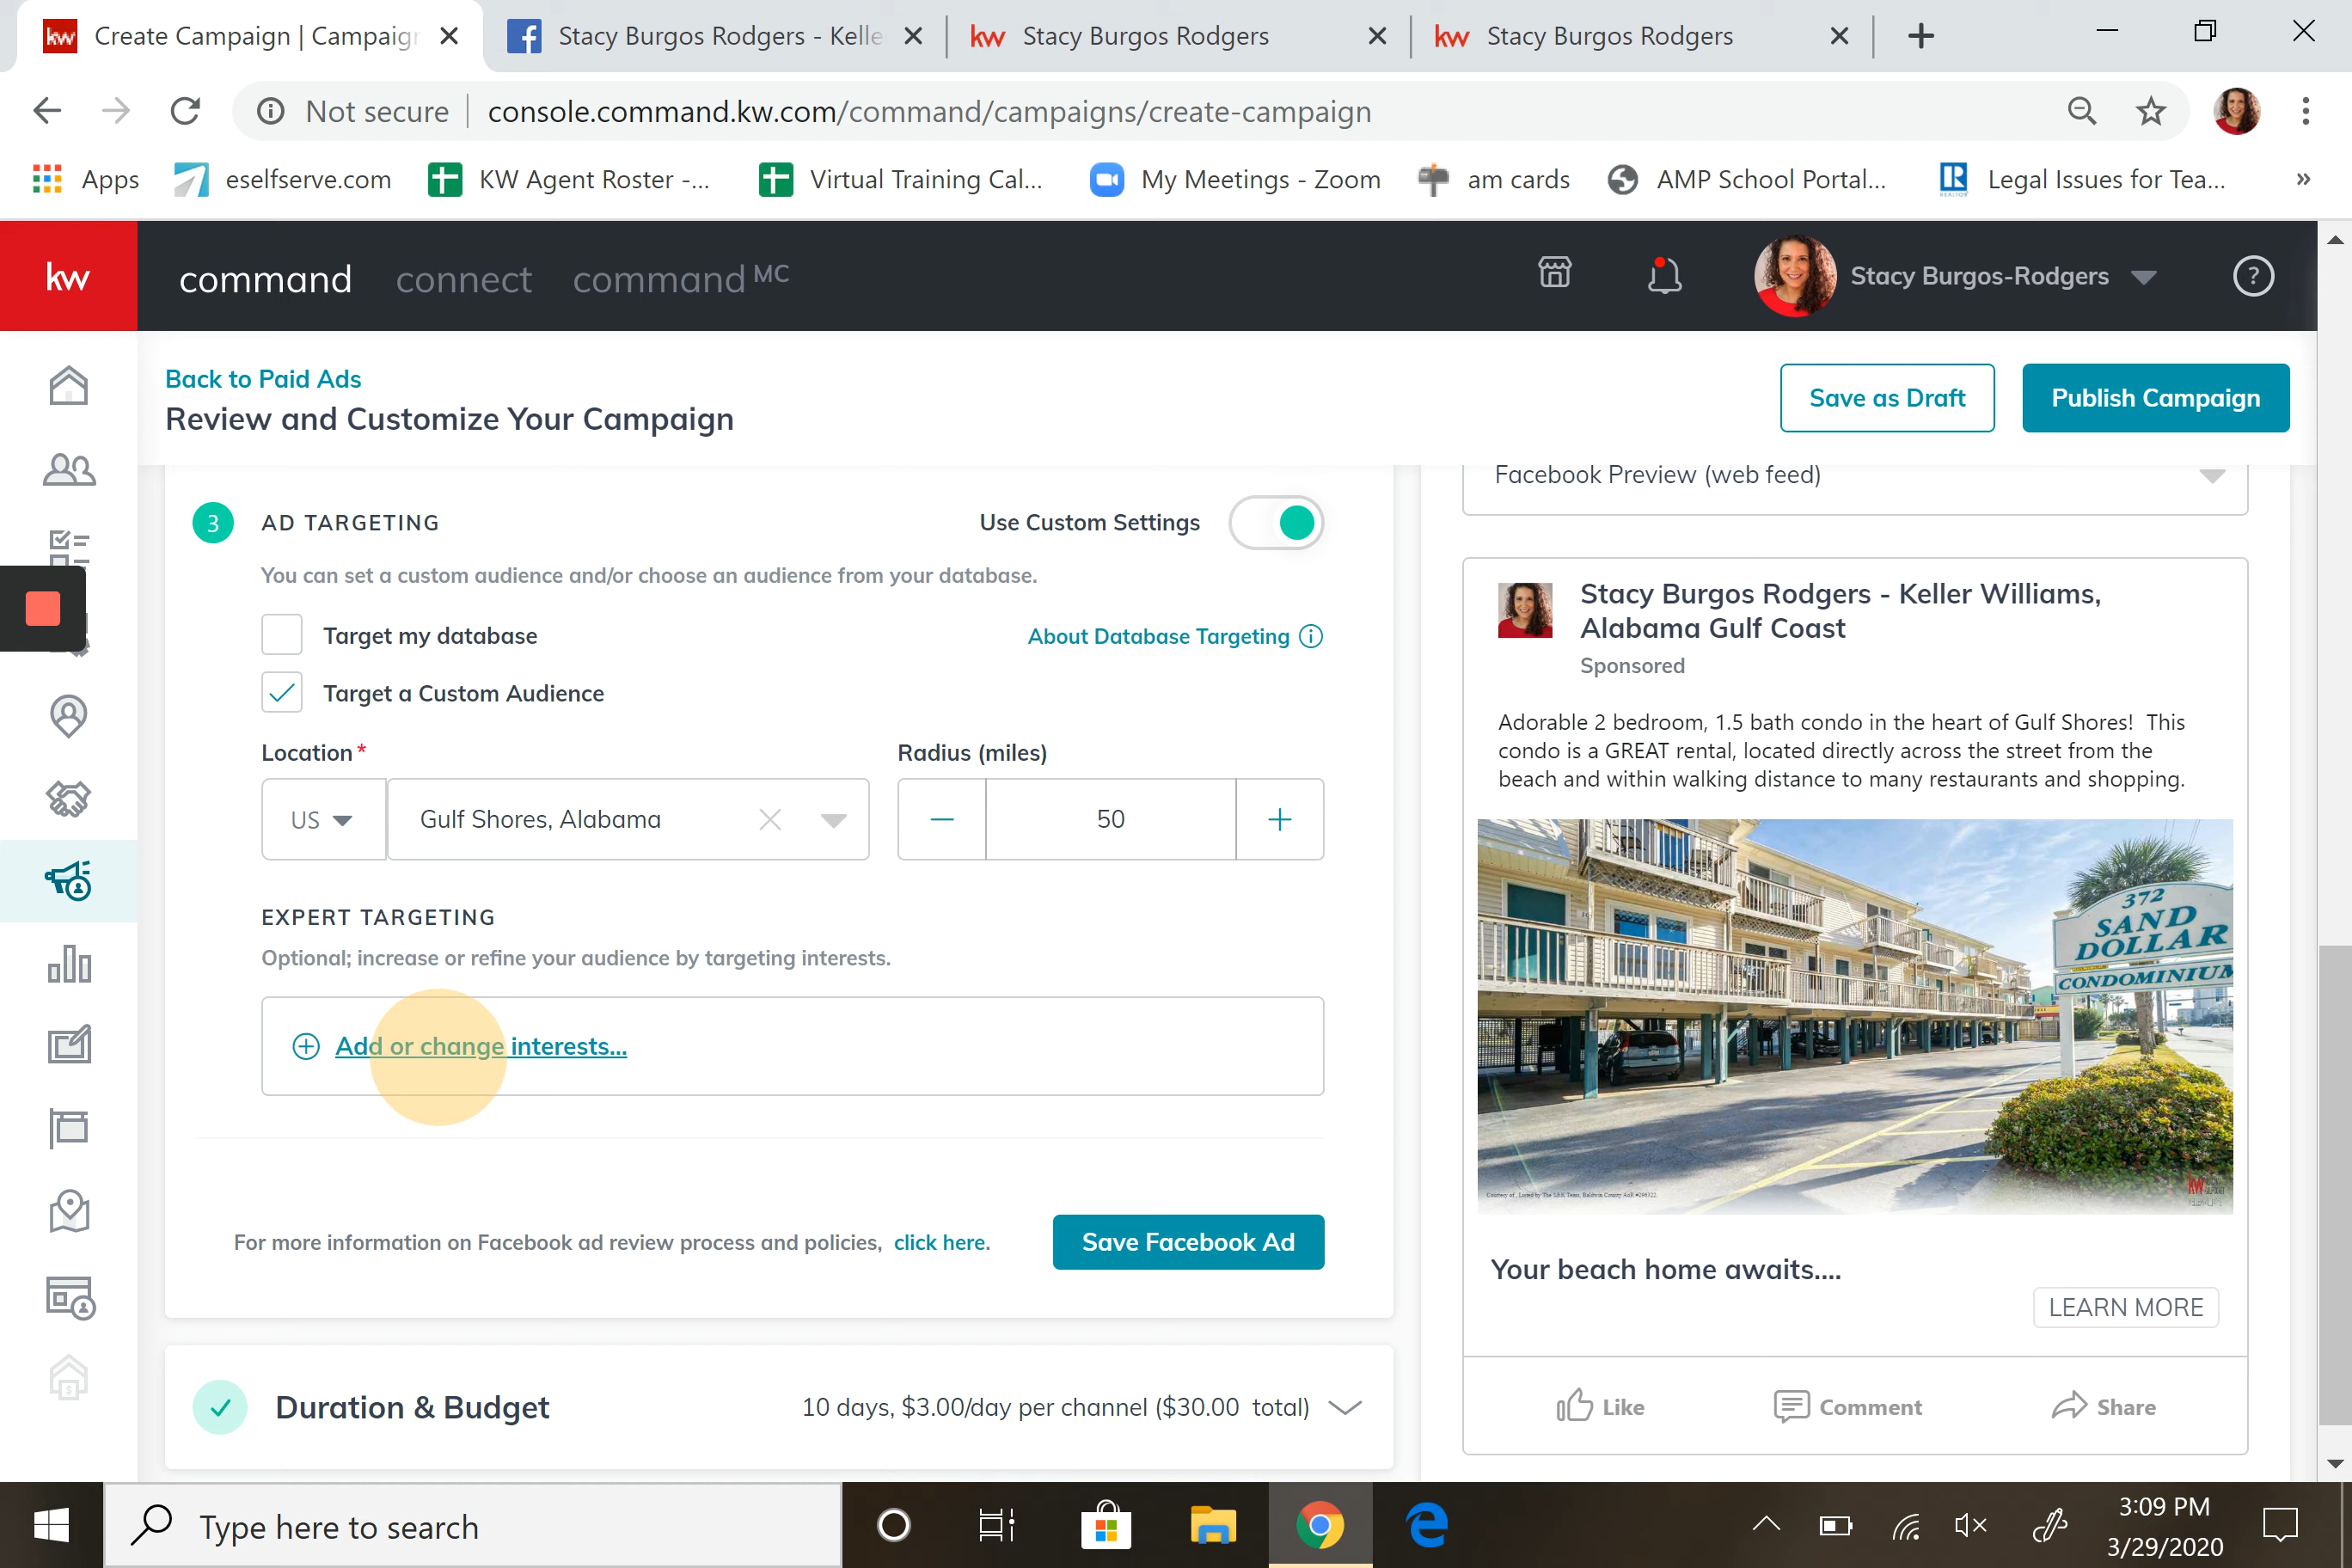 Create Campaign | Campaig
Stacy Burgos Rodgers - Kelle
kw Stacy Burgos Rodgers
kw Stacy Burgos Rodgers
Not secure
console.command.kw.com/command/campaigns/create-campaign
Apps
eselfserve.com
KW Agent Roster -...
Virtual Training Cal...
My Meetings - Zoom
am cards
AMP School Portal...
Legal Issues for Tea...
»
kw
command
connect
command MC
Stacy Burgos-Rodgers
?
Back to Paid Ads
Review and Customize Your Campaign
Save as Draft
Publish Campaign
Facebook Preview (web feed)
3 AD TARGETING
Use Custom Settings
You can set a custom audience and/or choose an audience from your database.
Target my database
About Database Targeting
Target a Custom Audience
Location *
Radius (miles)
US
Gulf Shores, Alabama
50
EXPERT TARGETING
Optional; increase or refine your audience by targeting interests.
Add or change interests...
For more information on Facebook ad review process and policies, click here.
Save Facebook Ad
Duration & Budget
10 days, $3.00/day per channel ($30.00 total)
Stacy Burgos Rodgers - Keller Williams,
Alabama Gulf Coast
Sponsored
Adorable 2 bedroom, 1.5 bath condo in the heart of Gulf Shores! This
condo is a GREAT rental, located directly across the street from the
beach and within walking distance to many restaurants and shopping.
372
SAND
DOLLAR
CONDOMINIUM
kw
Your beach home awaits....
LEARN MORE
Like
Comment
Share
Type here to search
3:09 PM
3/29/2020